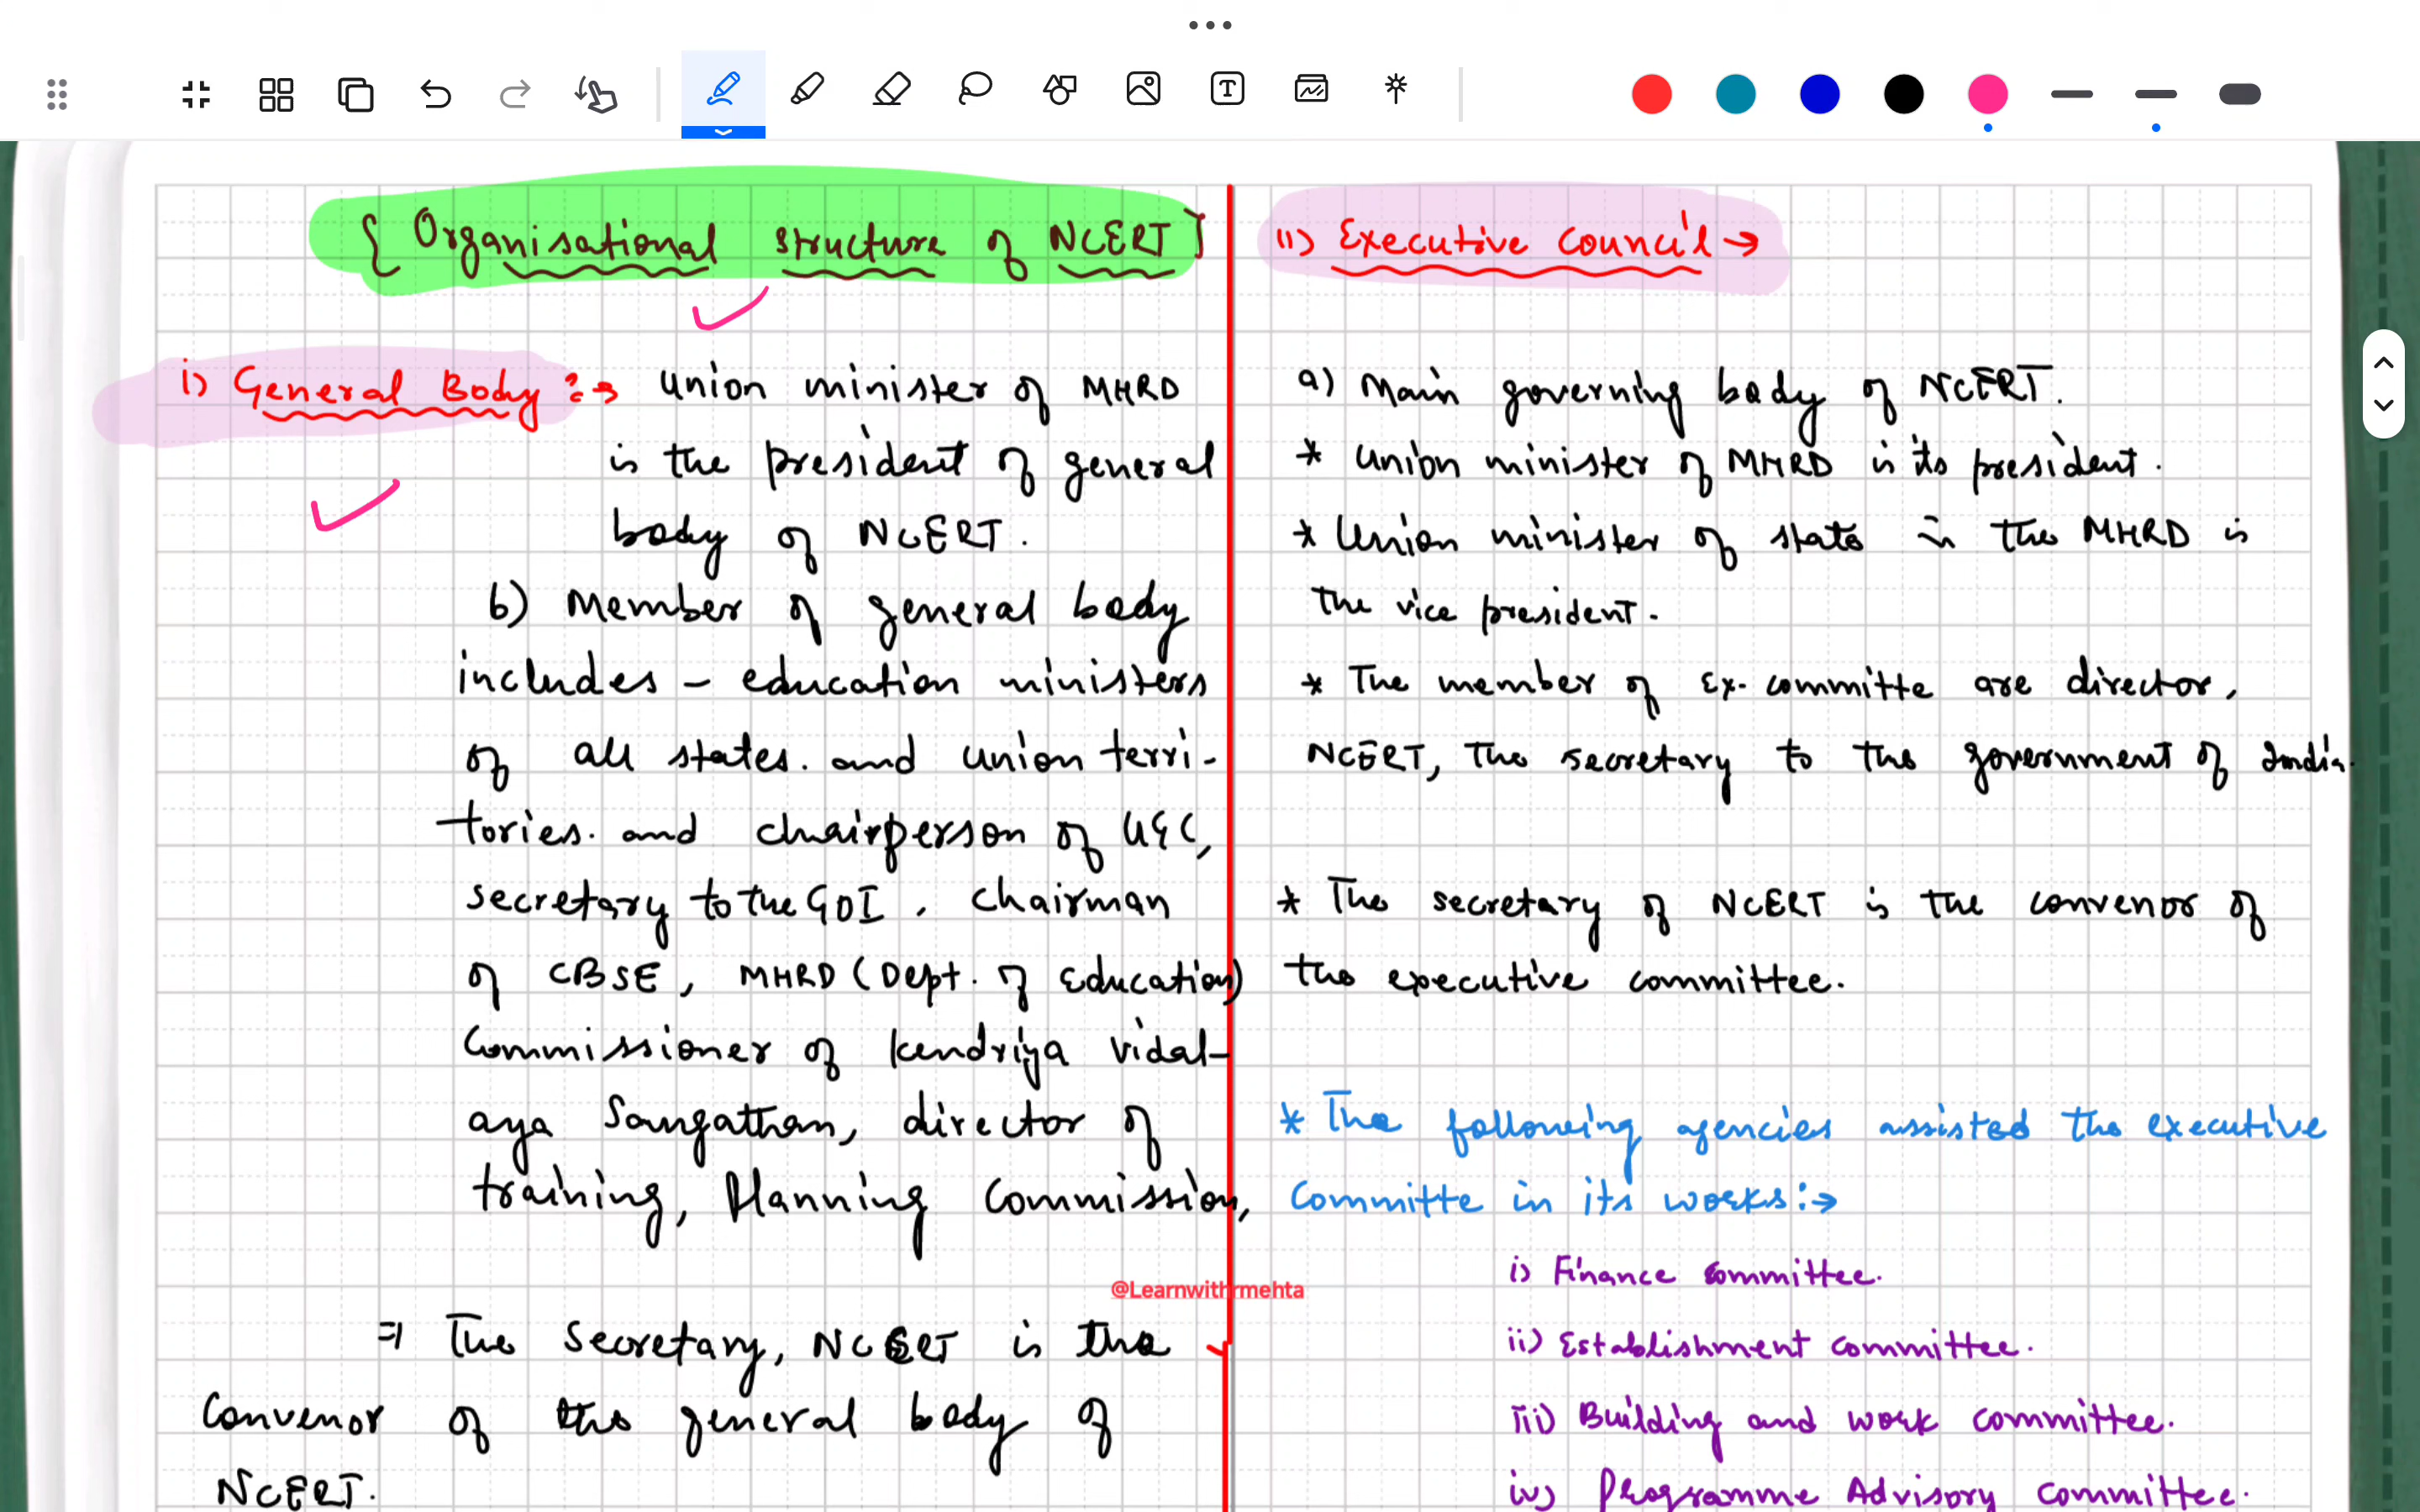 { Organisational structure of NCERT }
i) General Body :→ Union minister of MHRD
is the president of general
body of NCERT.
b) Member of general body
includes – education ministers
of all states. and union terri-
tories. and chairperson of UGC,
secretary to the GOI, Chairman
of CBSE, MHRD (Dept. of Education)
Commissioner of Kendriya vidal-
aya Sangathan, director of
training, Planning Commission,
⇒ The Secretary, NCERT is the
Convenor of the general body of
NCERT.
ii) Executive Council →
a) Main governing body of NCERT.
* Union minister of MHRD is its president.
* Union minister of state in the MHRD is
the vice president.
* The member of Ex. committe are director,
NCERT, The secretary to the government of India.
* The secretary of NCERT is the convenor of
the executive committee.
* The following agencies assisted the executive
Committe in its works :→
i) Finance Committee.
ii) Establishment committee.
iii) Building and work committee.
iv) Programme Advisory Committee.
@Learnwithrmehta